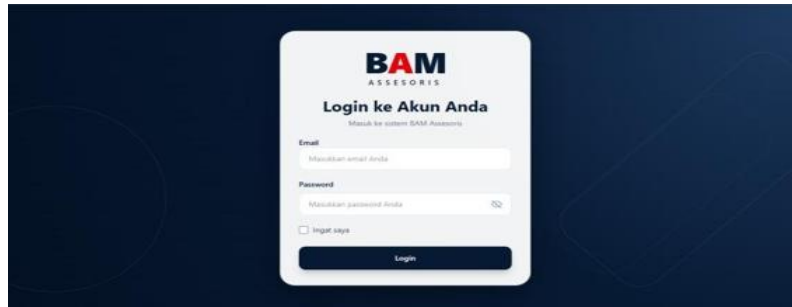 BAM
ASSESORIS
Login ke Akun Anda
Masuk ke sistem BAM Assesoris
Email
Masukkan email Anda
Password
Masukkan password Anda
Ingat saya
Login